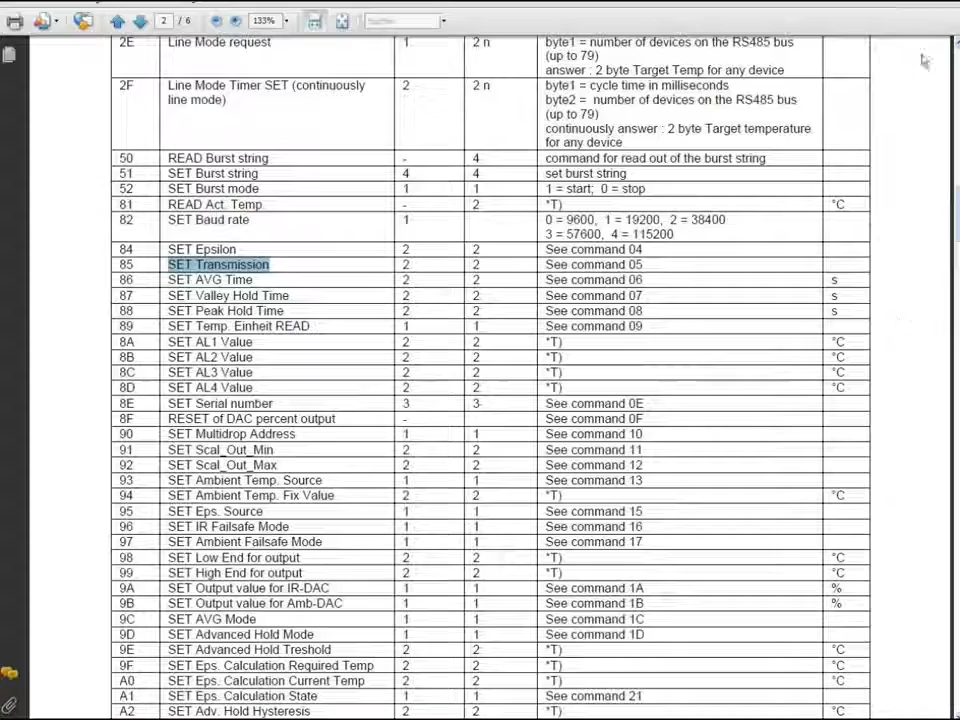 2 / 6 133%
2E Line Mode request 1 2 n byte1 = number of devices on the RS485 bus
(up to 79)
answer : 2 byte Target Temp for any device
2F Line Mode Timer SET (continuously 2 2 n byte1 = cycle time in milliseconds
line mode) byte2 = number of devices on the RS485 bus
(up to 79)
continuously answer : 2 byte Target temperature
for any device
50 READ Burst string - 4 command for read out of the burst string
51 SET Burst string 4 4 set burst string
52 SET Burst mode 1 1 1 = start; 0 = stop
81 READ Act. Temp. - 2 *T) °C
82 SET Baud rate 1 0 = 9600, 1 = 19200, 2 = 38400
3 = 57600, 4 = 115200
84 SET Epsilon 2 2 See command 04
85 SET Transmission 2 2 See command 05
86 SET AVG Time 2 2 See command 06 s
87 SET Valley Hold Time 2 2 See command 07 s
88 SET Peak Hold Time 2 2 See command 08 s
89 SET Temp. Einheit READ 1 1 See command 09
8A SET AL1 Value 2 2 *T) °C
8B SET AL2 Value 2 2 *T) °C
8C SET AL3 Value 2 2 *T) °C
8D SET AL4 Value 2 2 *T) °C
8E SET Serial number 3 3 See command 0E
8F RESET of DAC percent output - See command 0F
90 SET Multidrop Address 1 1 See command 10
91 SET Scal_Out_Min 2 2 See command 11
92 SET Scal_Out_Max 2 2 See command 12
93 SET Ambient Temp. Source 1 1 See command 13
94 SET Ambient Temp. Fix Value 2 2 *T) °C
95 SET Eps. Source 1 1 See command 15
96 SET IR Failsafe Mode 1 1 See command 16
97 SET Ambient Failsafe Mode 1 1 See command 17
98 SET Low End for output 2 2 *T) °C
99 SET High End for output 2 2 *T) °C
9A SET Output value for IR-DAC 1 1 See command 1A %
9B SET Output value for Amb-DAC 1 1 See command 1B %
9C SET AVG Mode 1 1 See command 1C
9D SET Advanced Hold Mode 1 1 See command 1D
9E SET Advanced Hold Treshold 2 2 *T) °C
9F SET Eps. Calculation Required Temp 2 2 *T) °C
A0 SET Eps. Calculation Current Temp 2 2 *T) °C
A1 SET Eps. Calculation State 1 1 See command 21
A2 SET Adv. Hold Hysteresis 2 2 *T) °C